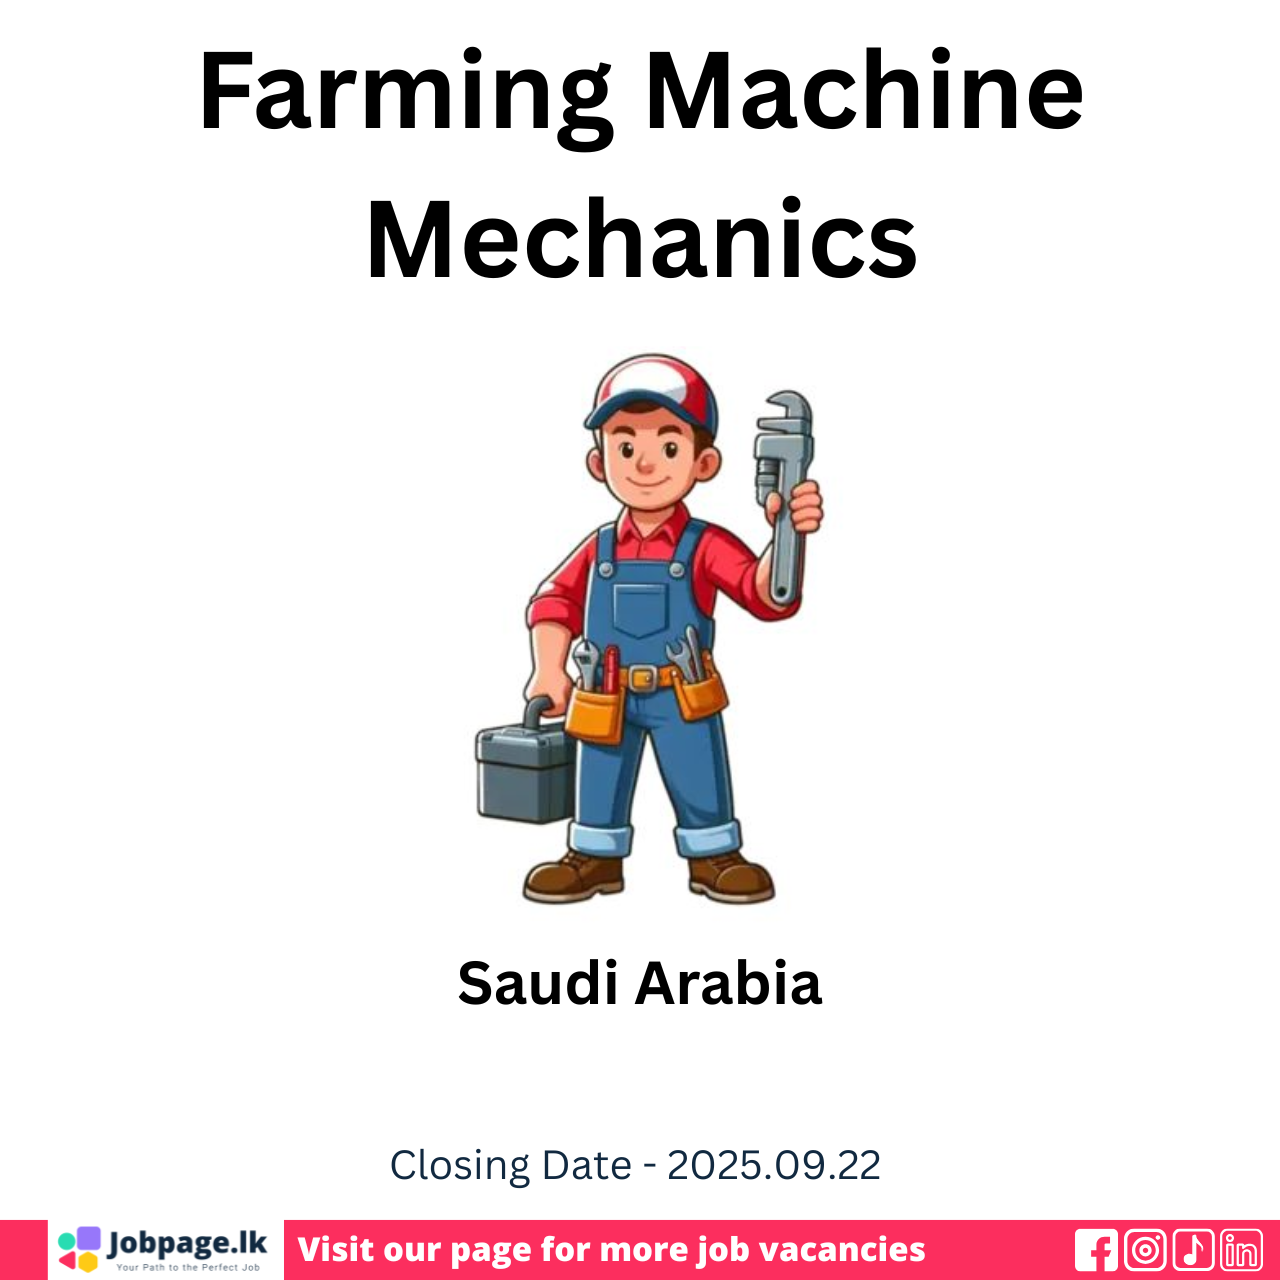 Farming Machine
Mechanics
Saudi Arabia
Closing Date - 2025.09.22
Jobpage.lk
Your Path to the Perfect Job
Visit our page for more job vacancies